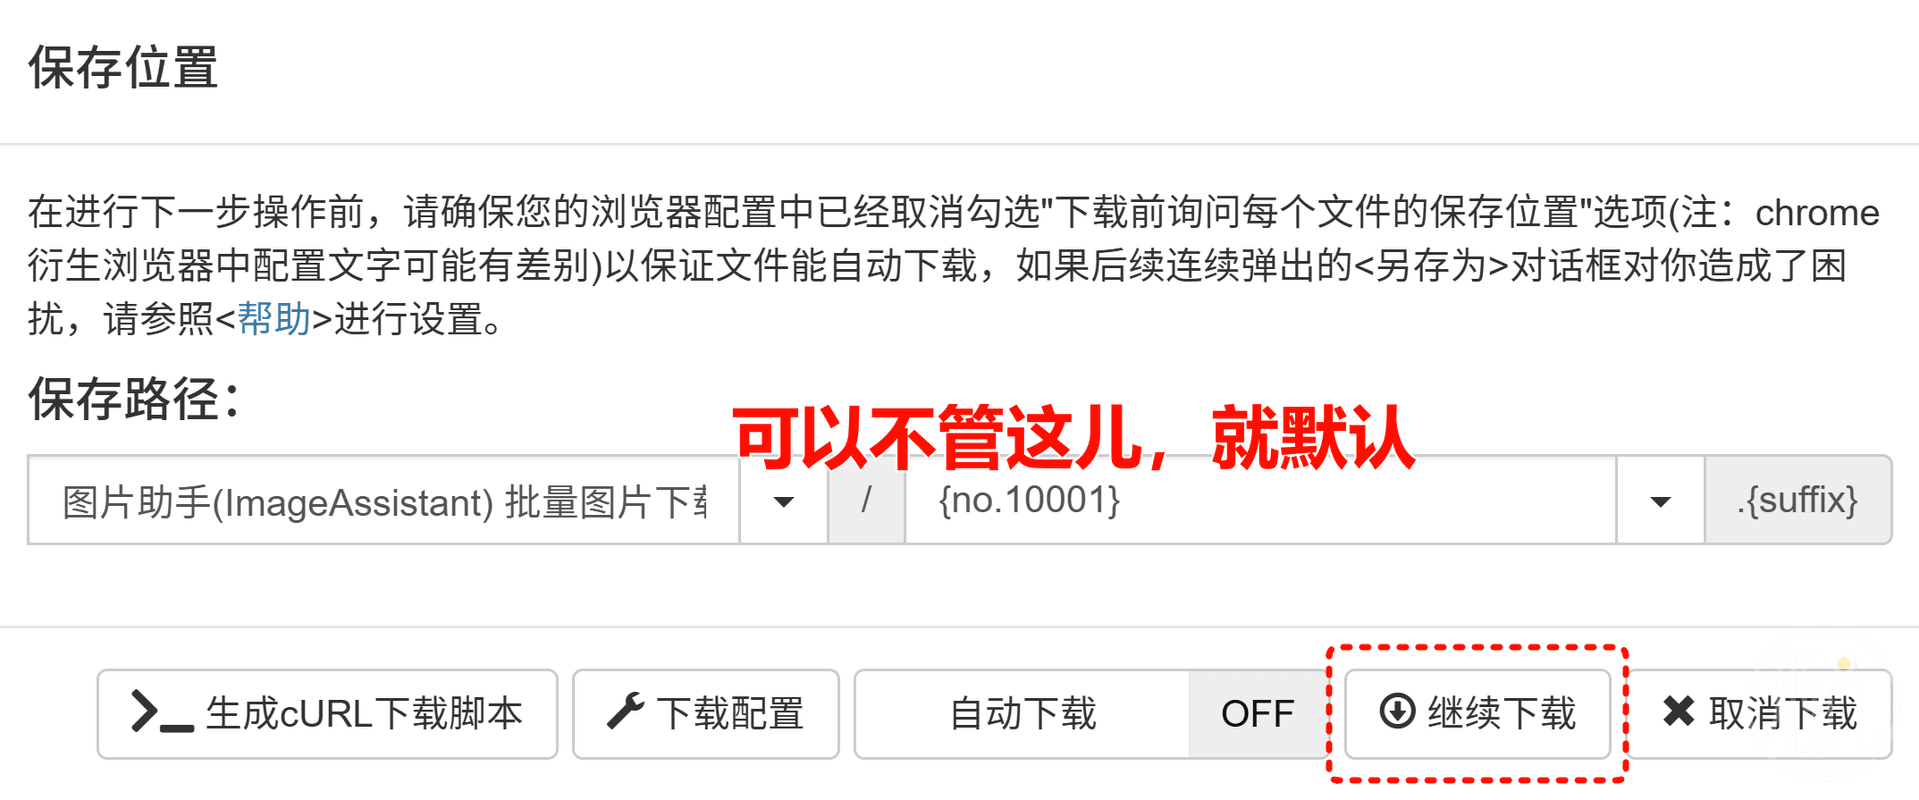 保存位置
在进行下一步操作前，请确保您的浏览器配置中已经取消勾选"下载前询问每个文件的保存位置"选项(注：chrome
衍生浏览器中配置文字可能有差别)以保证文件能自动下载，如果后续连续弹出的<另存为>对话框对你造成了困
扰，请参照<帮助>进行设置。
保存路径：
可以不管这儿，就默认
图片助手(ImageAssistant) 批量图片下 / {no.10001} .{suffix}
生成cURL下载脚本 下载配置 自动下载 OFF 继续下载 取消下载